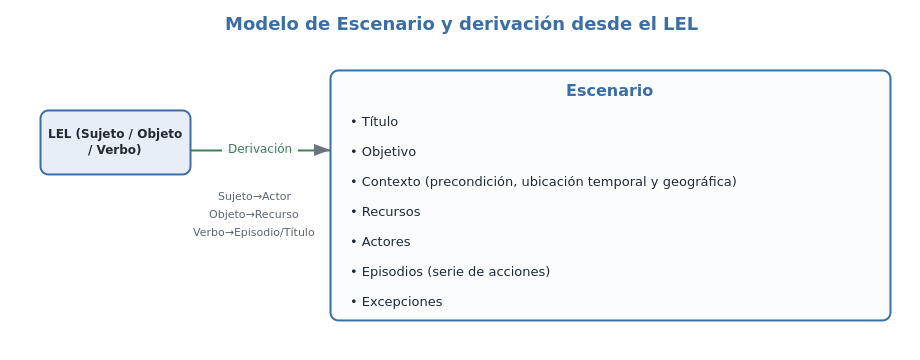 Modelo de Escenario y derivación desde el LEL
LEL (Sujeto / Objeto
/ Verbo)
Derivación
Sujeto→Actor
Objeto→Recurso
Verbo→Episodio/Título
Escenario
• Título
• Objetivo
• Contexto (precondición, ubicación temporal y geográfica)
• Recursos
• Actores
• Episodios (serie de acciones)
• Excepciones